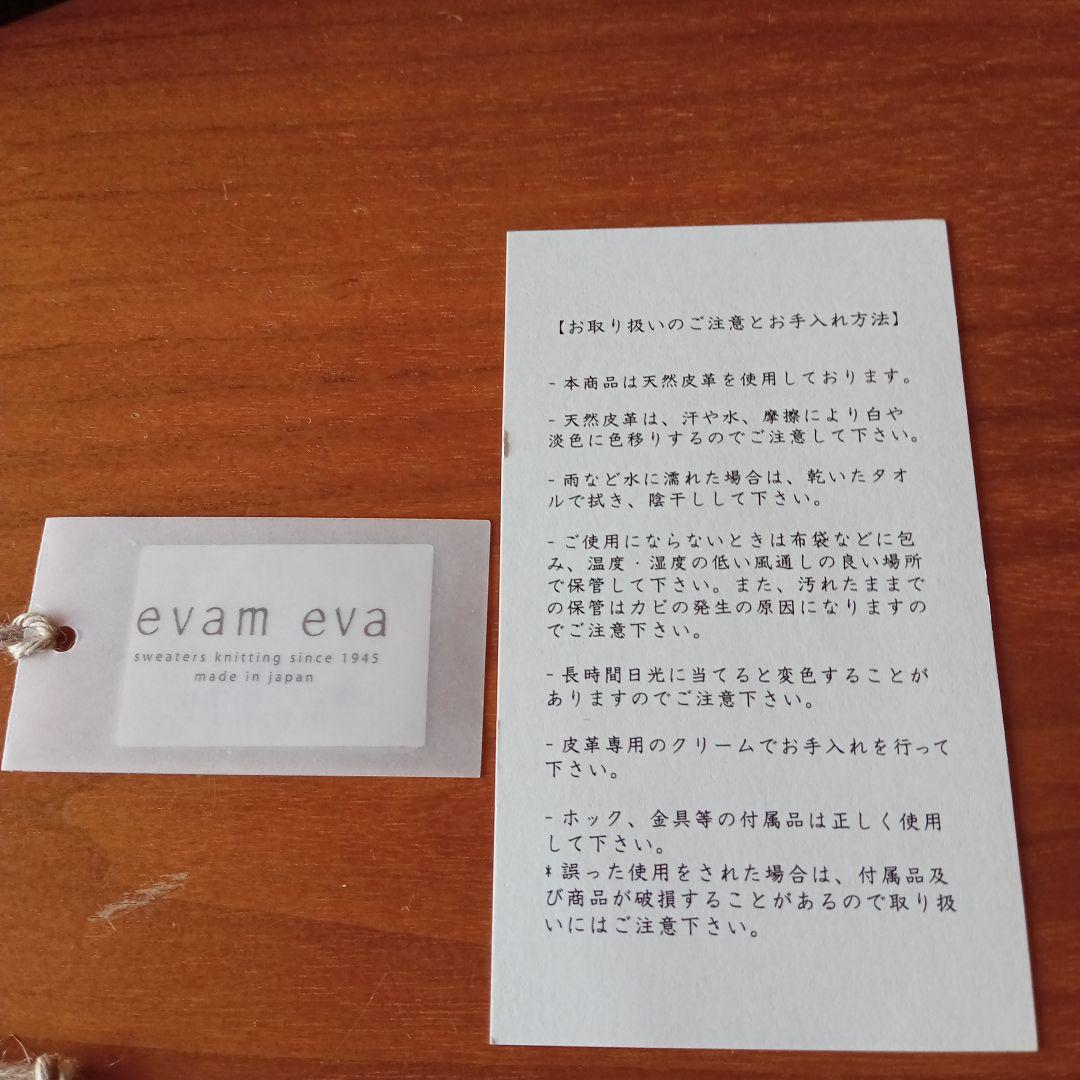 evam eva
sweaters knitting since 1945
made in japan
【お取り扱いのご注意とお手入れ方法】
- 本商品は天然皮革を使用しております。
- 天然皮革は、汗や水、摩擦により白や
淡色に色移りするのでご注意して下さい。
- 雨など水に濡れた場合は、乾いたタオ
ルで拭き、陰干しして下さい。
- ご使用にならないときは布袋などに包
み、温度・湿度の低い風通しの良い場所
で保管して下さい。また、汚れたままで
の保管はカビの発生の原因になりますの
でご注意下さい。
- 長時間日光に当てると変色することが
ありますのでご注意下さい。
- 皮革専用のクリームでお手入れを行って
下さい。
- ホック、金具等の付属品は正しく使用
して下さい。
* 誤った使用をされた場合は、付属品及
び商品が破損することがあるので取り扱
いにはご注意下さい。